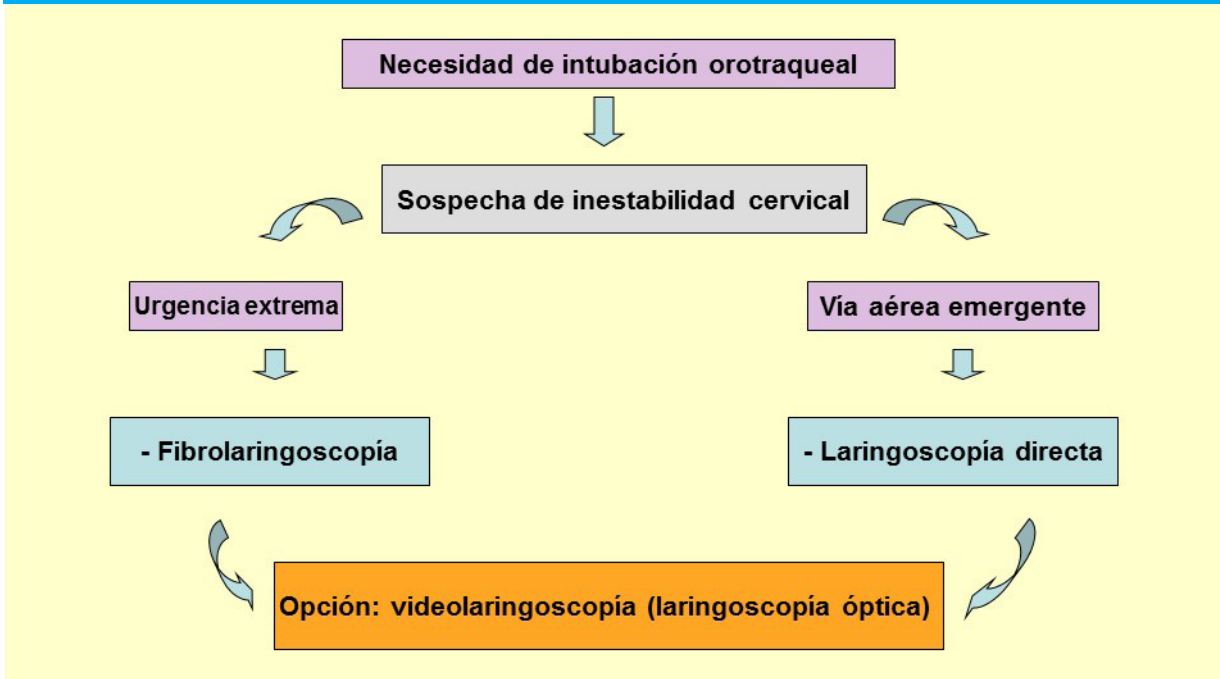 Necesidad de intubación orotraqueal
Sospecha de inestabilidad cervical
Urgencia extrema
Vía aérea emergente
- Fibrolaringoscopía
- Laringoscopía directa
Opción: videolaringoscopía (laringoscopía óptica)